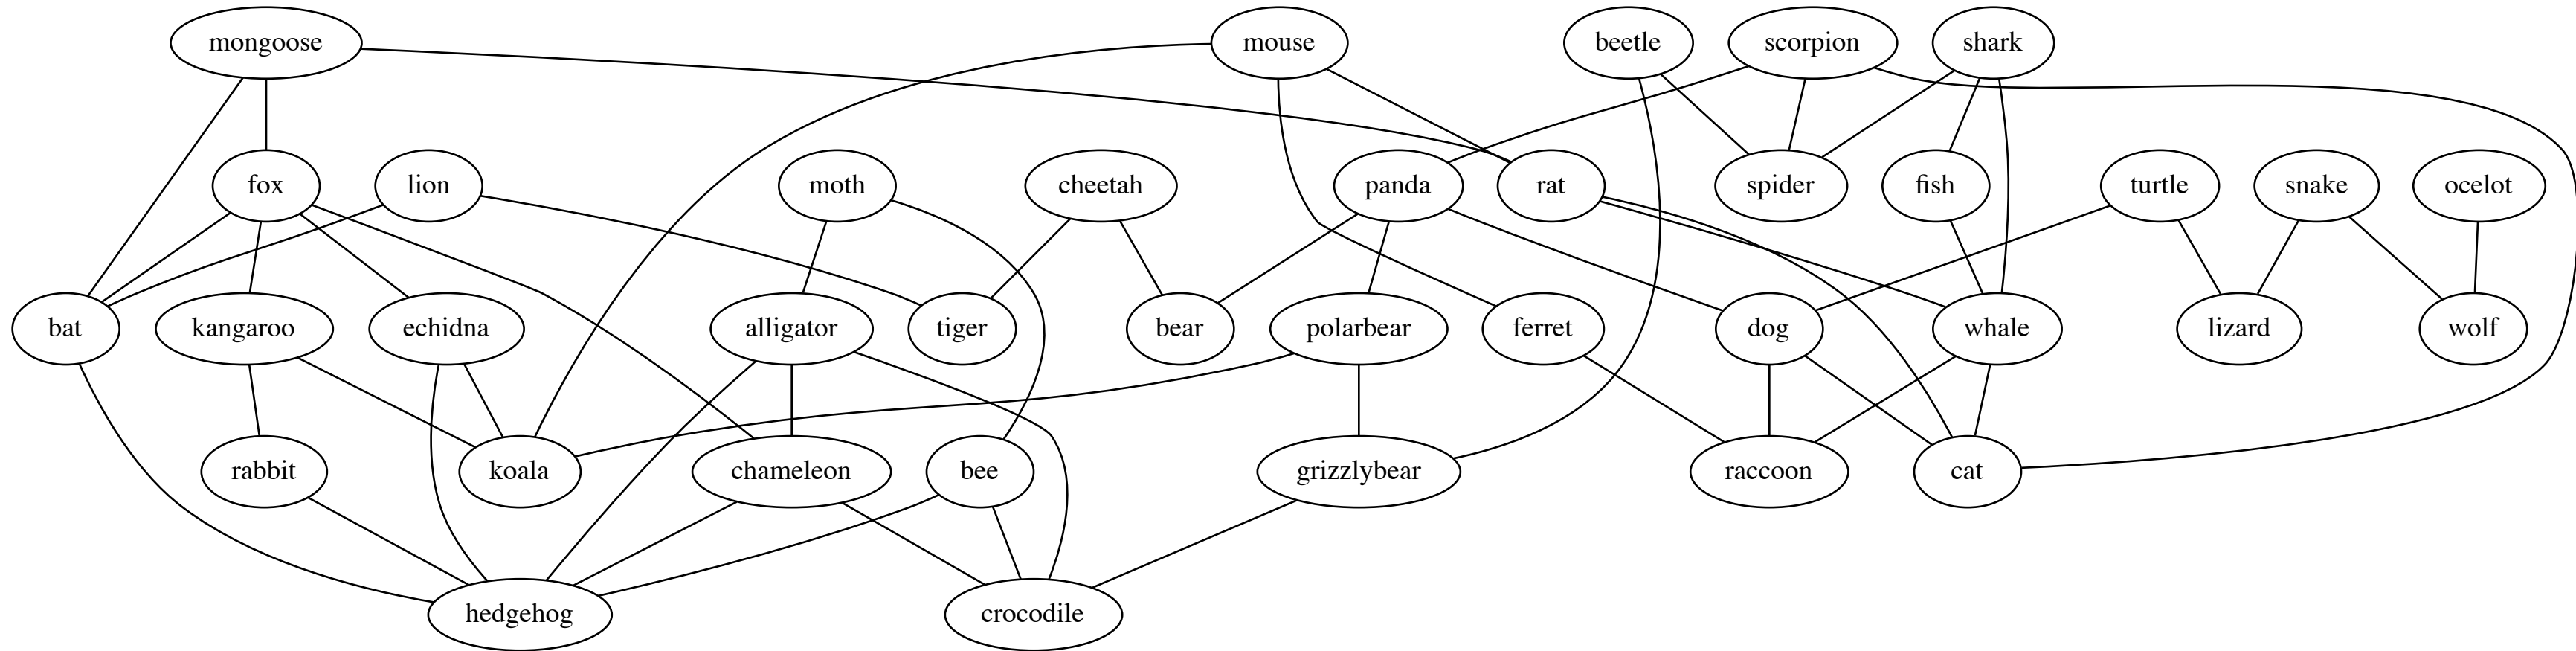 mongoose
mouse
beetle
scorpion
shark
fox
lion
moth
cheetah
panda
rat
spider
fish
turtle
snake
ocelot
bat
kangaroo
echidna
alligator
tiger
bear
polarbear
ferret
dog
whale
lizard
wolf
rabbit
koala
chameleon
bee
grizzlybear
raccoon
cat
hedgehog
crocodile